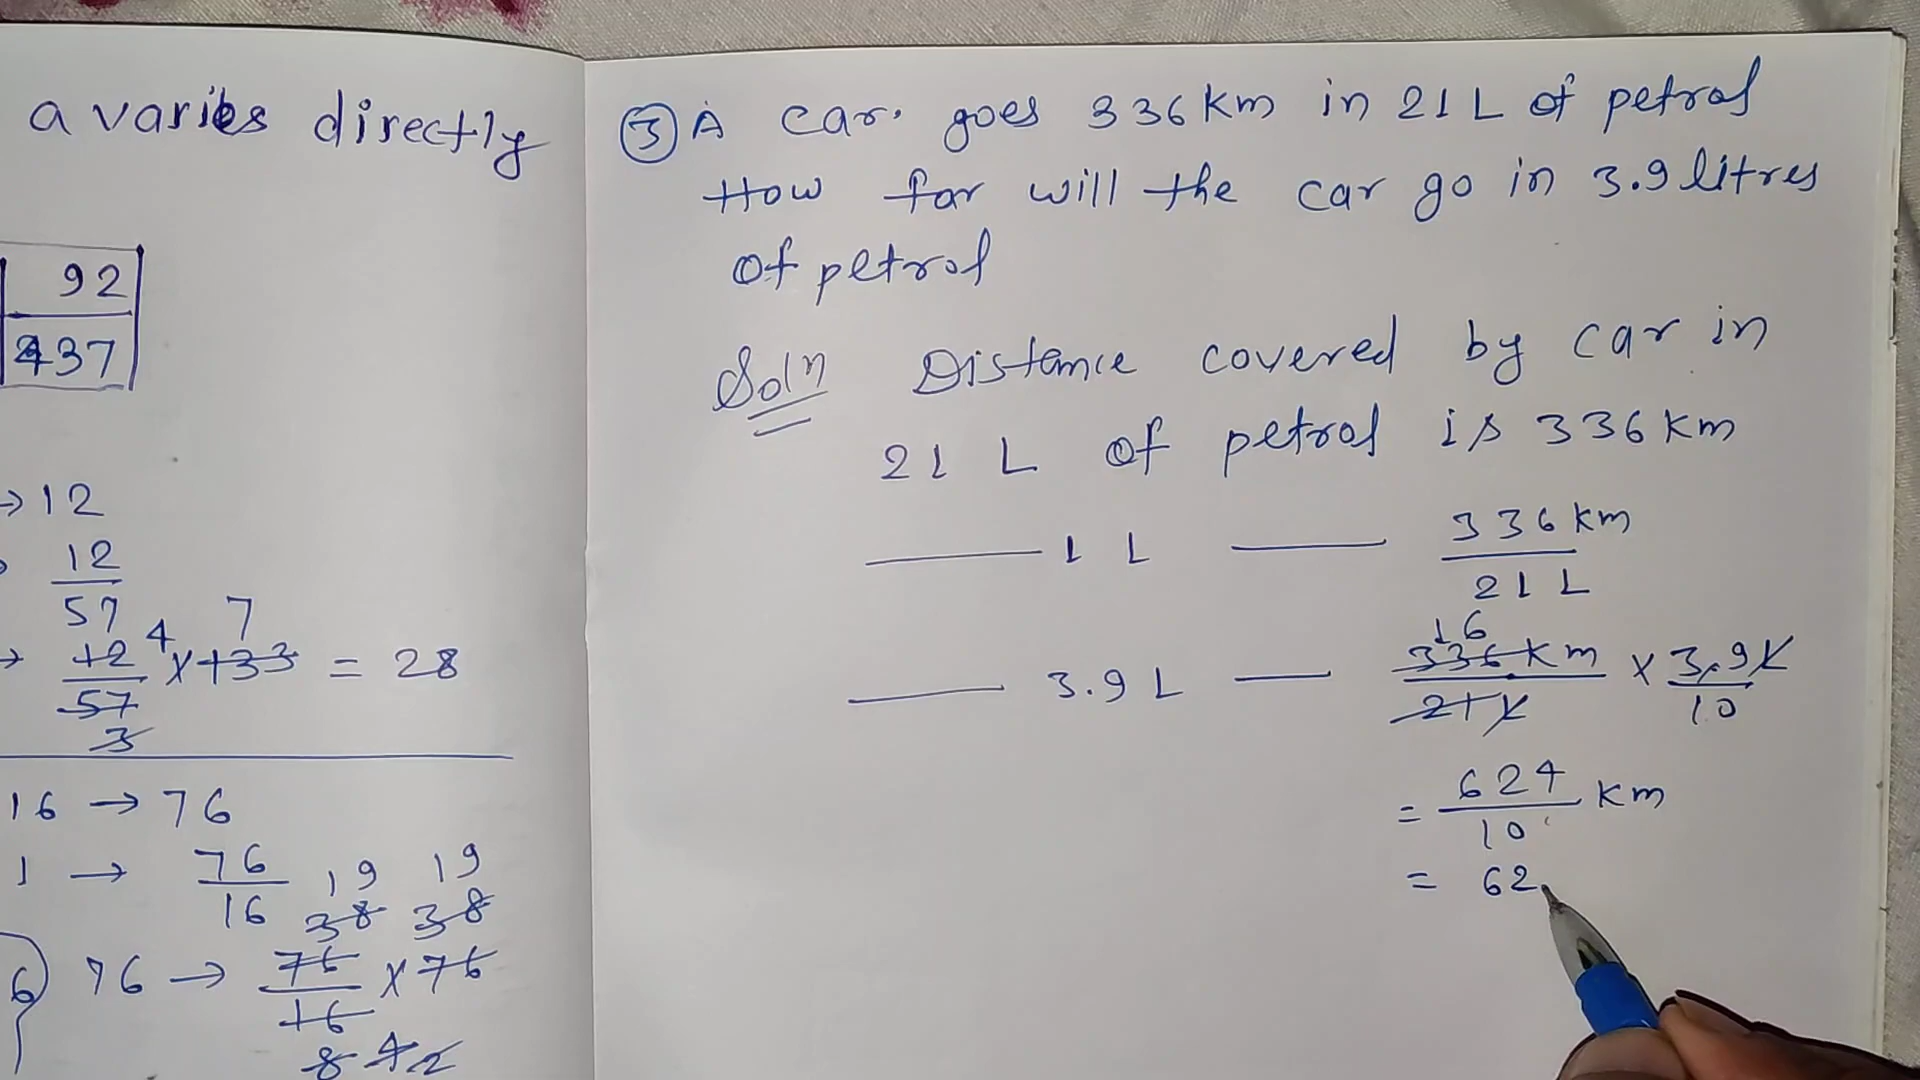 a varies directly
92
437
→ 12
12
57
4 7
12 × 133 = 28
57
3
16 → 76
1 → 76
16
19 19
38 38
6) 76 → 76 × 76
16
8 4 2
③ A car. goes 336 Km in 21 L of petrol
How far will the car go in 3.9 litres
of petrol
Soln Distance covered by car in
21 L of petrol is 336 Km
1 L 336 Km
21 L
16
3.9 L 336 Km × 3.9 L
21 L 10
= 624 Km
10
= 62.